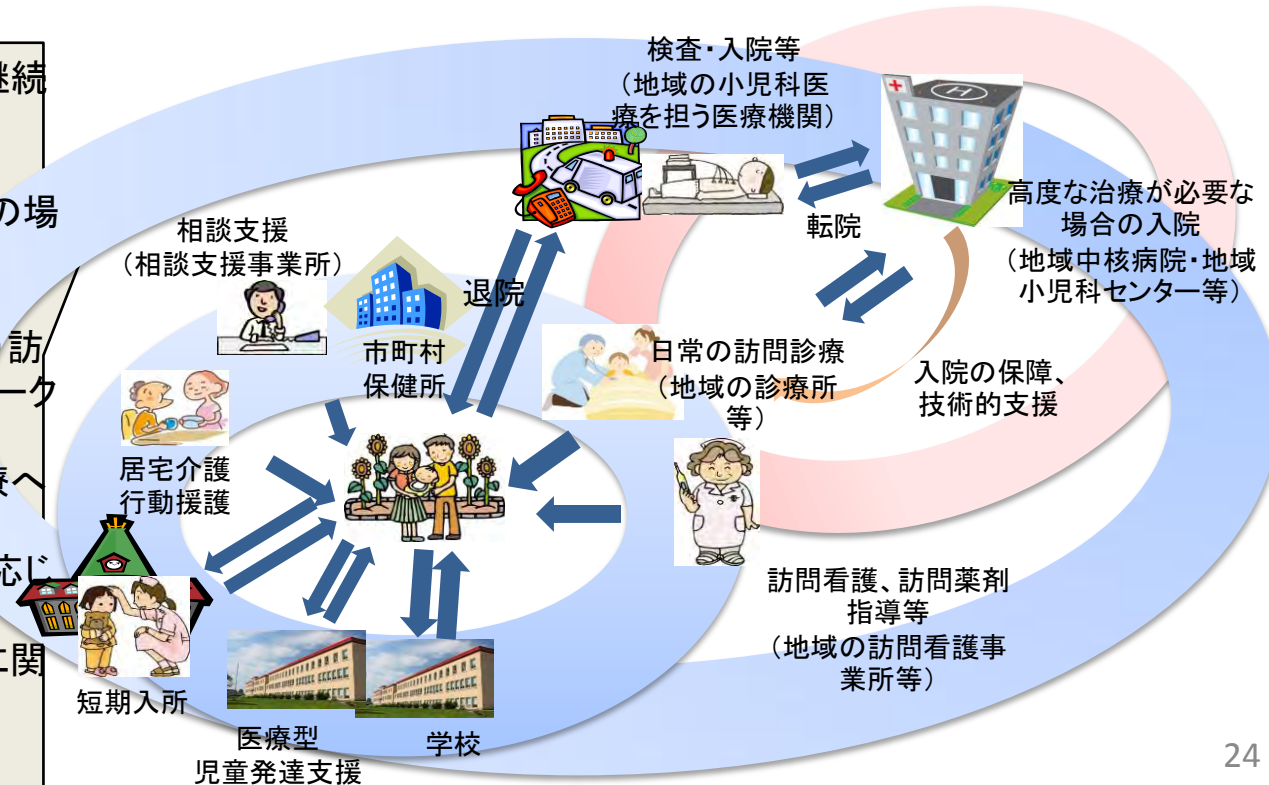 継続
の場
訪
ーク
療へ
応じ
に関
検査・入院等
（地域の小児科医
療を担う医療機関）
H
高度な治療が必要な
場合の入院
（地域中核病院・地域
小児科センター等）
転院
相談支援
（相談支援事業所）
退院
市町村
保健所
日常の訪問診療
（地域の診療所
等）
入院の保障、
技術的支援
居宅介護
行動援護
訪問看護、訪問薬剤
指導等
（地域の訪問看護事
業所等）
短期入所
医療型
児童発達支援
学校
24